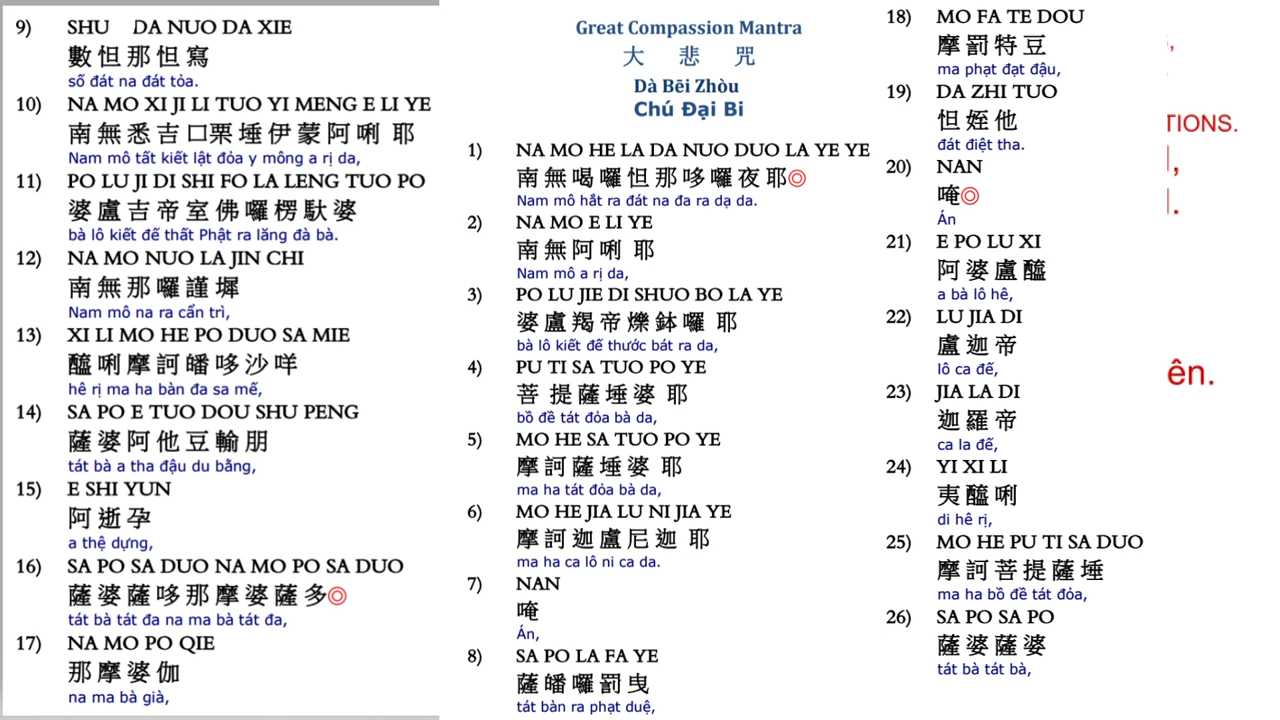 Great Compassion Mantra
大 悲 咒
Dà Bēi Zhòu
Chú Đại Bi
1) NA MO HE LA DA NUO DUO LA YE YE
南無喝囉怛那哆囉夜耶◎
Nam mô hắt ra đát na đa ra dạ da.
2) NA MO E LI YE
南無阿唎 耶
Nam mô a rị da,
3) PO LU JIE DI SHUO BO LA YE
婆盧羯帝爍鉢囉 耶
bà lô kiết đế thước bát ra da,
4) PU TI SA TUO PO YE
菩提薩埵婆 耶
bồ đề tát đỏa bà da,
5) MO HE SA TUO PO YE
摩訶薩埵婆 耶
ma ha tát đỏa bà da,
6) MO HE JIA LU NI JIA YE
摩訶迦盧尼迦 耶
ma ha ca lô ni ca da.
7) NAN
唵
Án,
8) SA PO LA FA YE
薩皤囉罰曳
tát bàn ra phạt duệ,
9) SHU DA NUO DA XIE
數怛那怛寫
số đát na đát tỏa.
10) NA MO XI JI LI TUO YI MENG E LI YE
南無悉吉口栗埵伊蒙阿唎 耶
Nam mô tất kiết lật đỏa y mông a rị da,
11) PO LU JI DI SHI FO LA LENG TUO PO
婆盧吉帝室佛囉楞馱婆
bà lô kiết đế thất Phật ra lăng đà bà.
12) NA MO NUO LA JIN CHI
南無那囉謹墀
Nam mô na ra cẩn trì,
13) XI LI MO HE PO DUO SA MIE
醯唎摩訶皤哆沙咩
hê rị ma ha bàn đa sa mế,
14) SA PO E TUO DOU SHU PENG
薩婆阿他豆輸朋
tát bà a tha đậu du bằng,
15) E SHI YUN
阿逝孕
a thệ dựng,
16) SA PO SA DUO NA MO PO SA DUO
薩婆薩哆那摩婆薩多◎
tát bà tát đa na ma bà tát đa,
17) NA MO PO QIE
那摩婆伽
na ma bà già,
18) MO FA TE DOU
摩罰特豆
ma phạt đạt đậu,
19) DA ZHI TUO
怛姪他
đát điệt tha.
20) NAN
唵◎
Án
21) E PO LU XI
阿婆盧醯
a bà lô hê,
22) LU JIA DI
盧迦帝
lô ca đế,
23) JIA LA DI
迦羅帝
ca la đế,
24) YI XI LI
夷醯唎
di hê rị,
25) MO HE PU TI SA DUO
摩訶菩提薩埵
ma ha bồ đề tát đỏa,
26) SA PO SA PO
薩婆薩婆
tát bà tát bà,
TIONS.
ên.